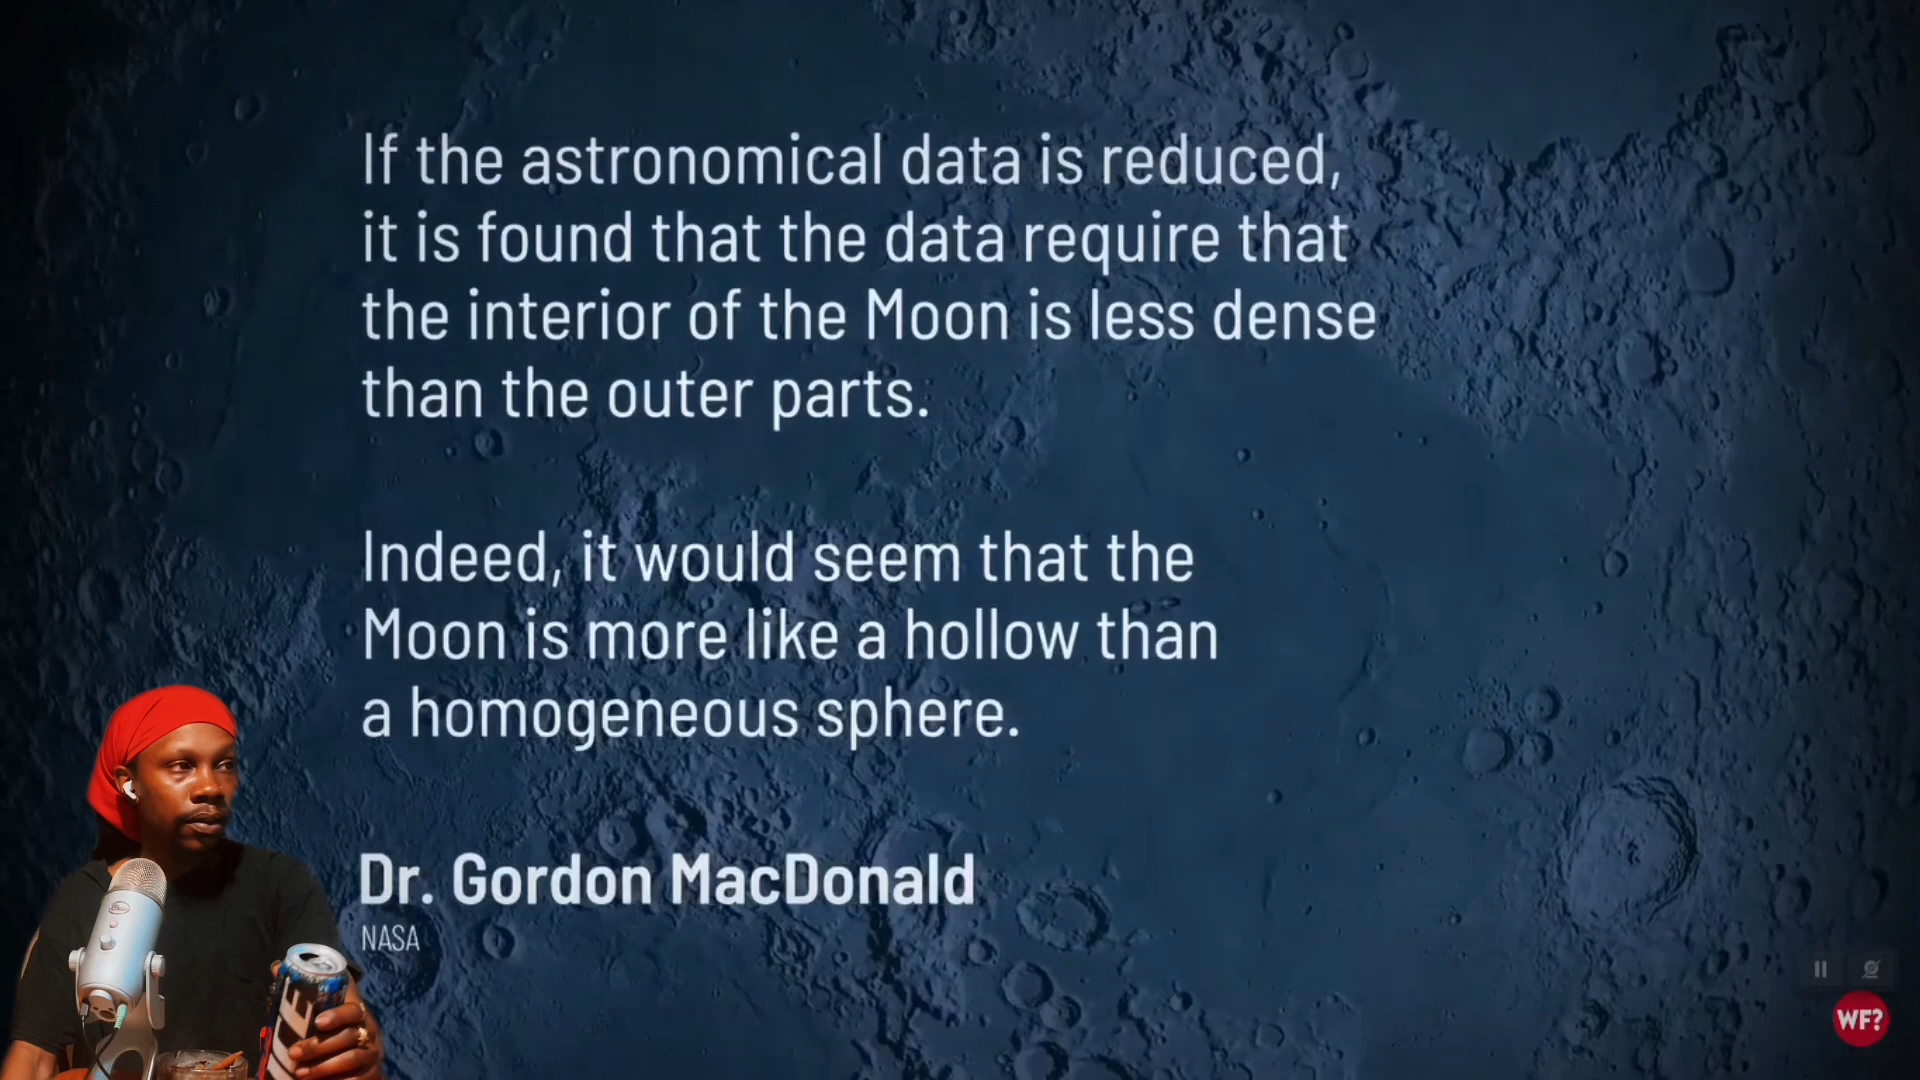 If the astronomical data is reduced,
it is found that the data require that
the interior of the Moon is less dense
than the outer parts.
Indeed, it would seem that the
Moon is more like a hollow than
a homogeneous sphere.
Dr. Gordon MacDonald
NASA
WF?